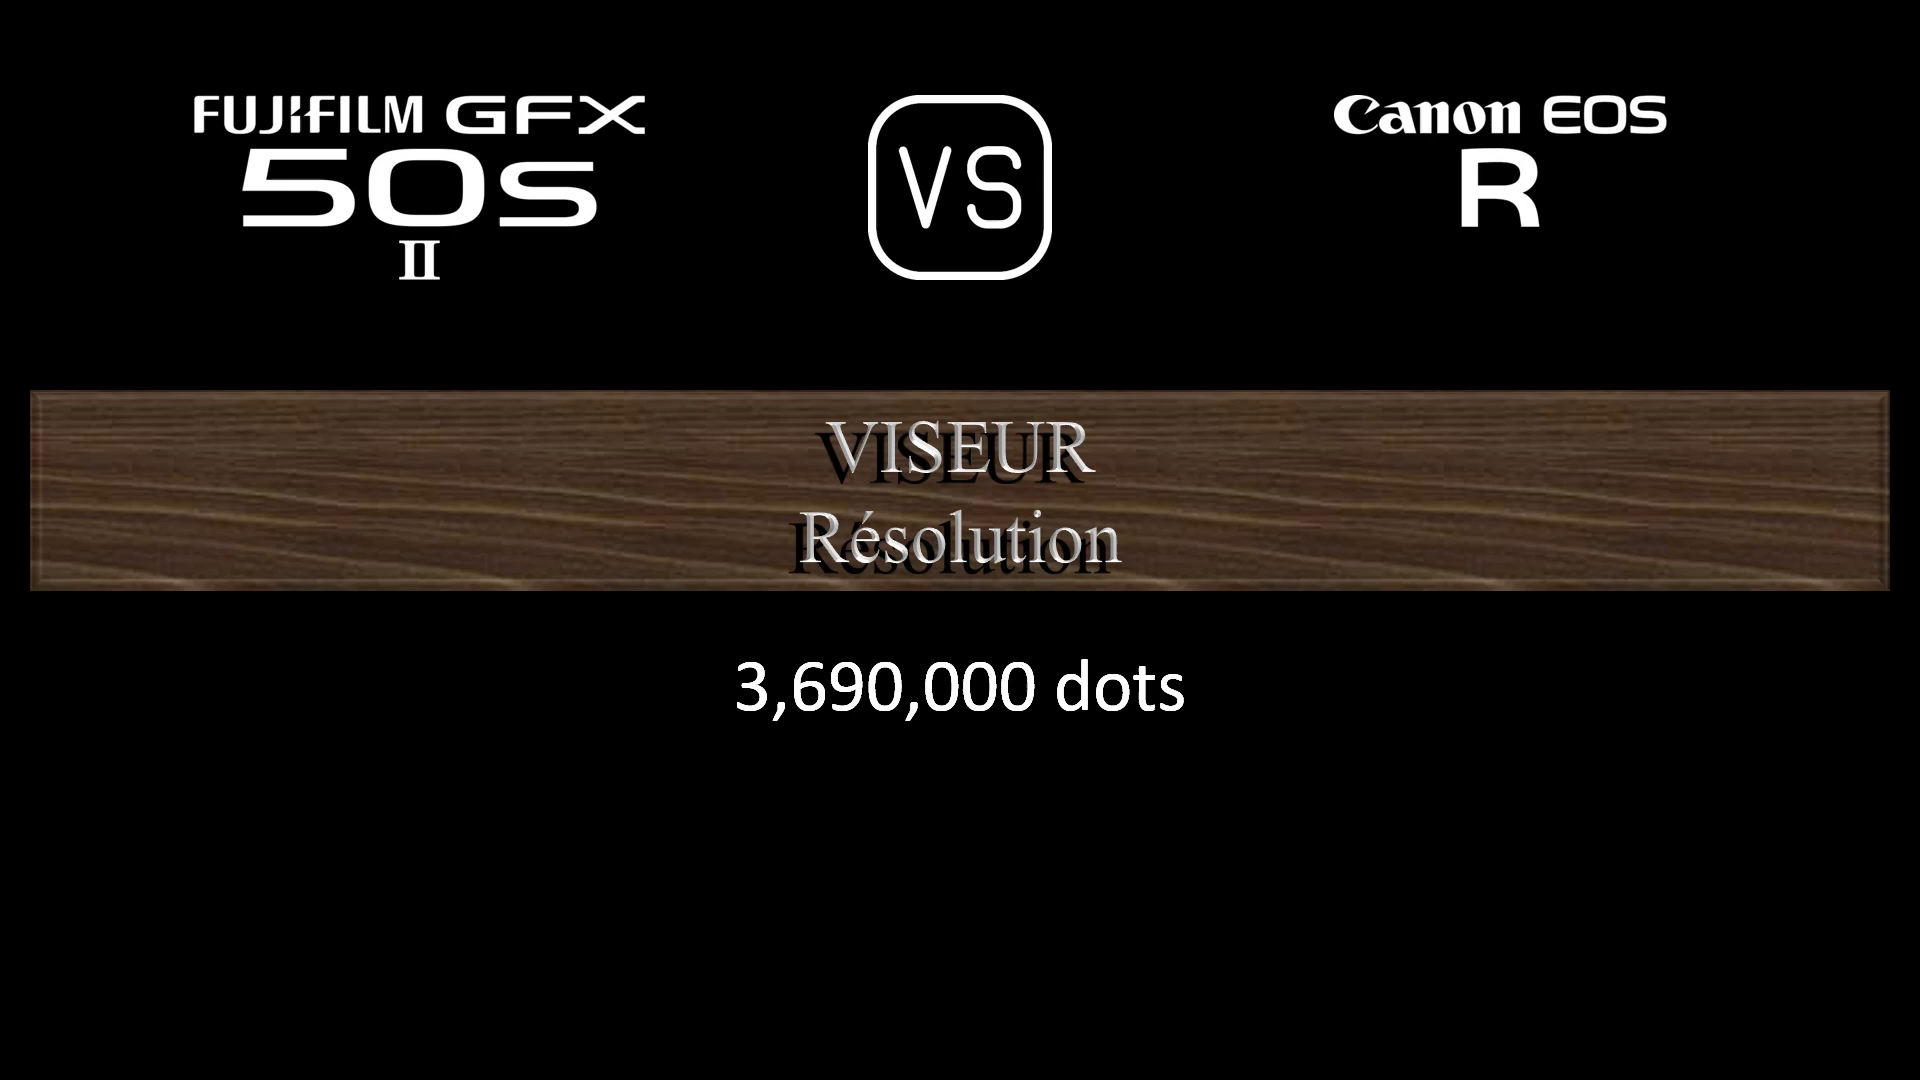 FUJIFILM GFX
50S
II
VS
Canon EOS
R
VISEUR
Résolution
3,690,000 dots